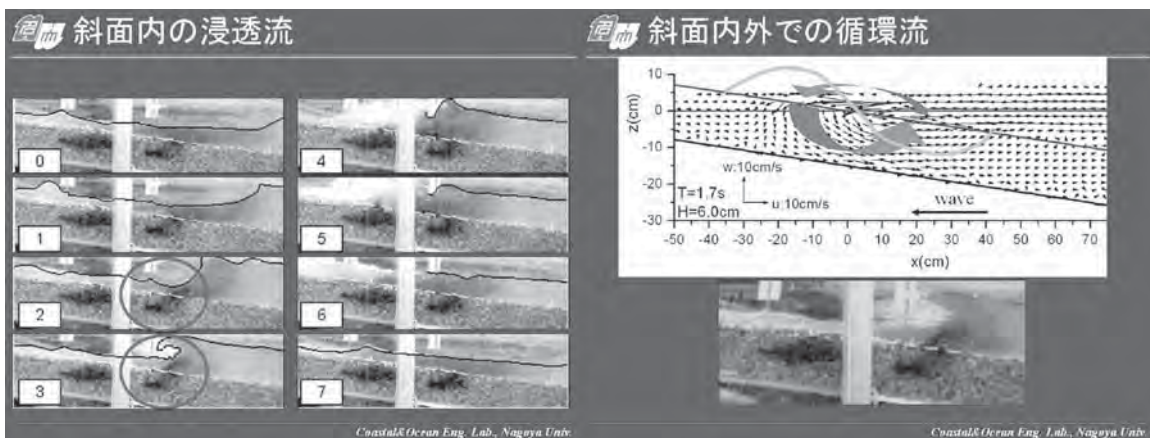 斜面内の浸透流
0
1
2
3
4
5
6
7
Coastal&Ocean Eng. Lab., Nagoya Univ.
斜面内外での循環流
z(cm)
10
0
-10
-20
-30
w:10cm/s
u:10cm/s
T=1.7s
H=6.0cm
wave
-50 -40 -30 -20 -10 0 10 20 30 40 50 60 70
x(cm)
Coastal&Ocean Eng. Lab., Nagoya Univ.